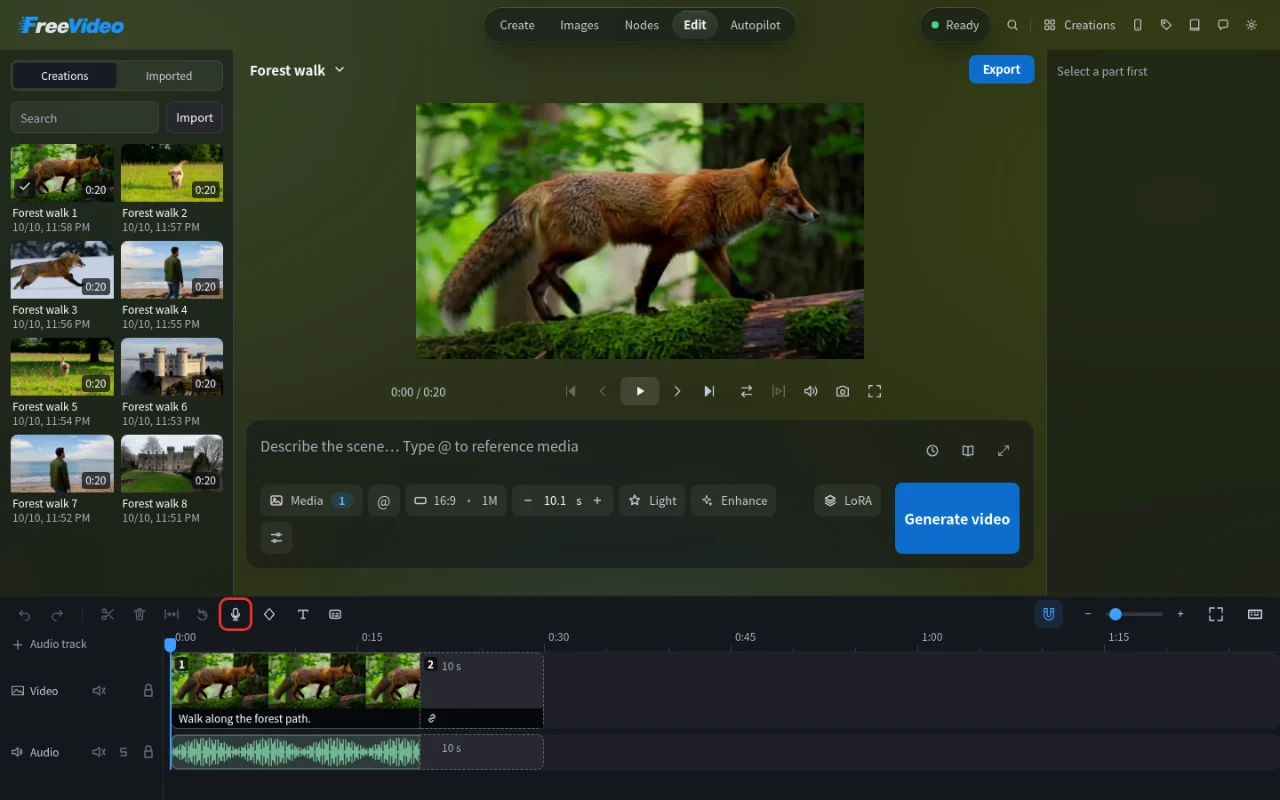 FreeVideo
Create
Images
Nodes
Edit
Autopilot
Ready
Creations
Creations
Imported
Search
Import
0:20
Forest walk 1
10/10, 11:58 PM
0:20
Forest walk 2
10/10, 11:57 PM
0:20
Forest walk 3
10/10, 11:56 PM
0:20
Forest walk 4
10/10, 11:55 PM
0:20
Forest walk 5
10/10, 11:54 PM
0:20
Forest walk 6
10/10, 11:53 PM
0:20
Forest walk 7
10/10, 11:52 PM
0:20
Forest walk 8
10/10, 11:51 PM
Forest walk
Export
Select a part first
0:00 / 0:20
Describe the scene… Type @ to reference media
Media 1
@
16:9 • 1M
− 10.1 s +
Light
Enhance
LoRA
Generate video
T
− +
+ Audio track
0:00
0:15
0:30
0:45
1:00
1:15
Video
1
2 10 s
Walk along the forest path.
Audio
S
10 s